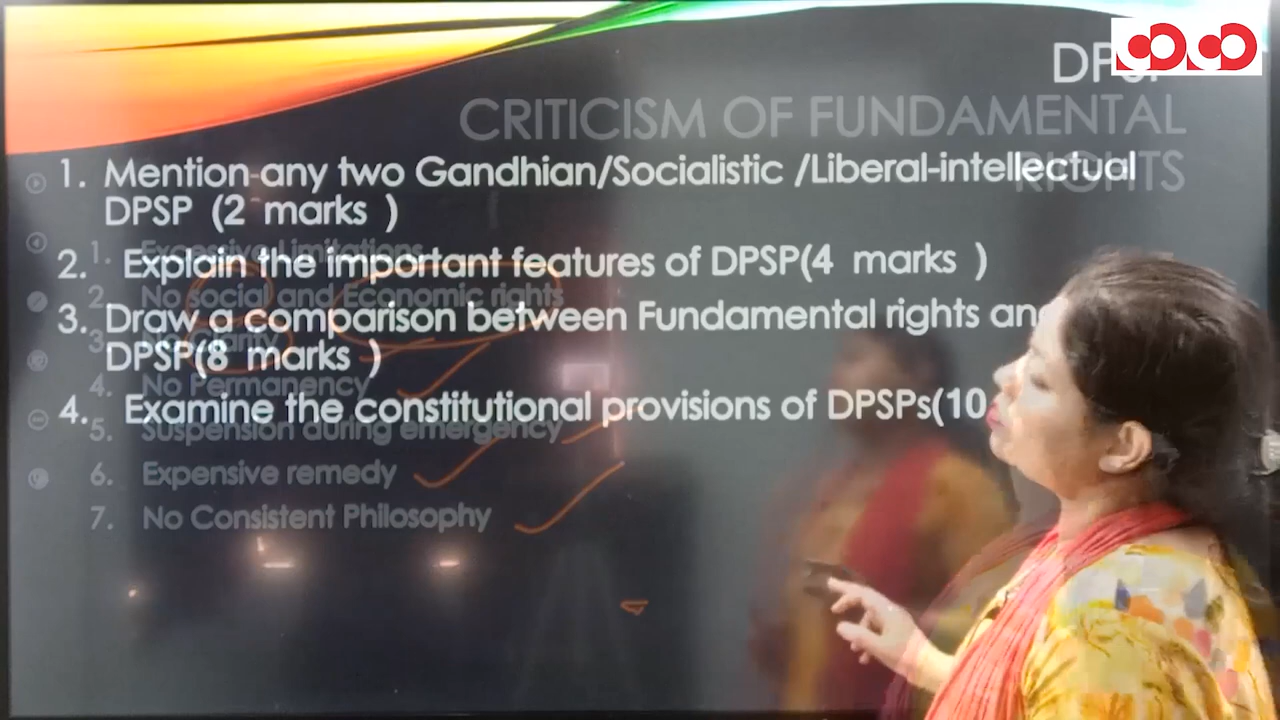 DPSP
CRITICISM OF FUNDAMENTAL
RIGHTS
1. Mention any two Gandhian/Socialistic /Liberal-intellectual
DPSP (2 marks )
1. Excessive Limitations
2. Explain the important features of DPSP(4 marks )
2. No social and Economic rights
3. Draw a comparison between Fundamental rights and
3. No Clarity
DPSP(8 marks )
4. No Permanency
4. Examine the constitutional provisions of DPSPs(10
5. Suspension during emergency
6. Expensive remedy
7. No Consistent Philosophy